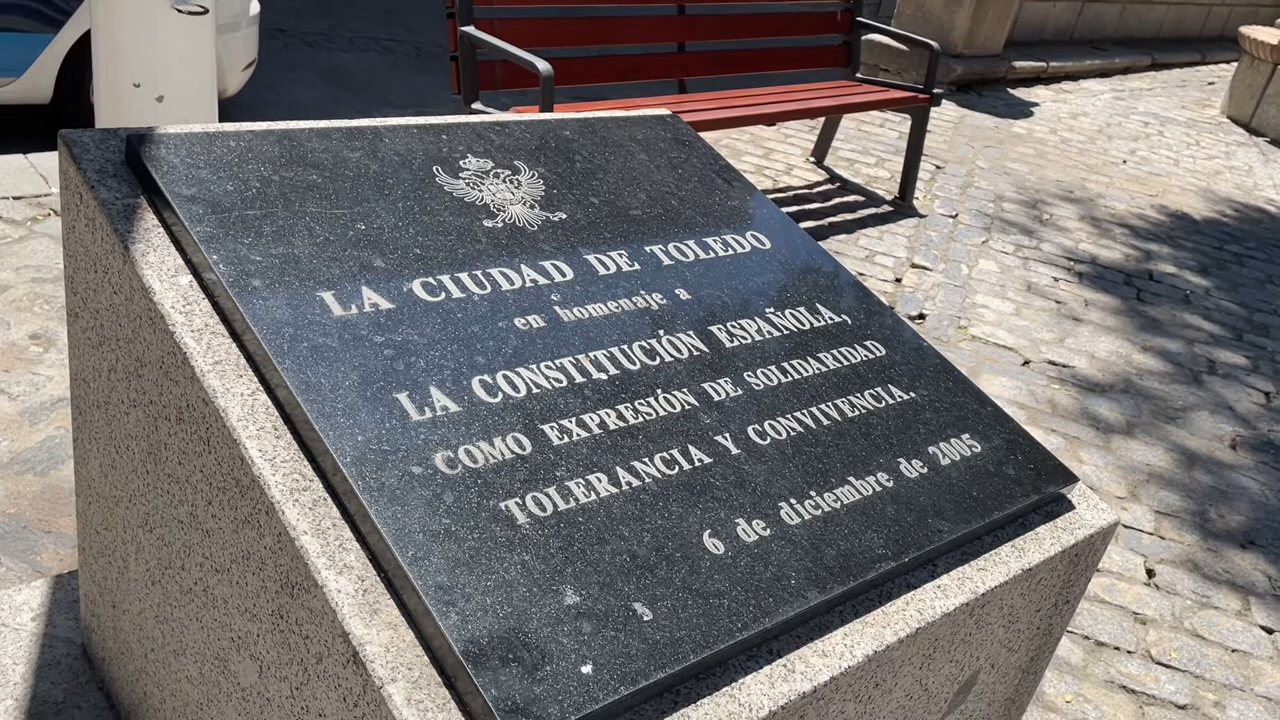 LA CIUDAD DE TOLEDO
en homenaje a
LA CONSTITUCIÓN ESPAÑOLA,
COMO EXPRESIÓN DE SOLIDARIDAD
TOLERANCIA Y CONVIVENCIA.
6 de diciembre de 2005